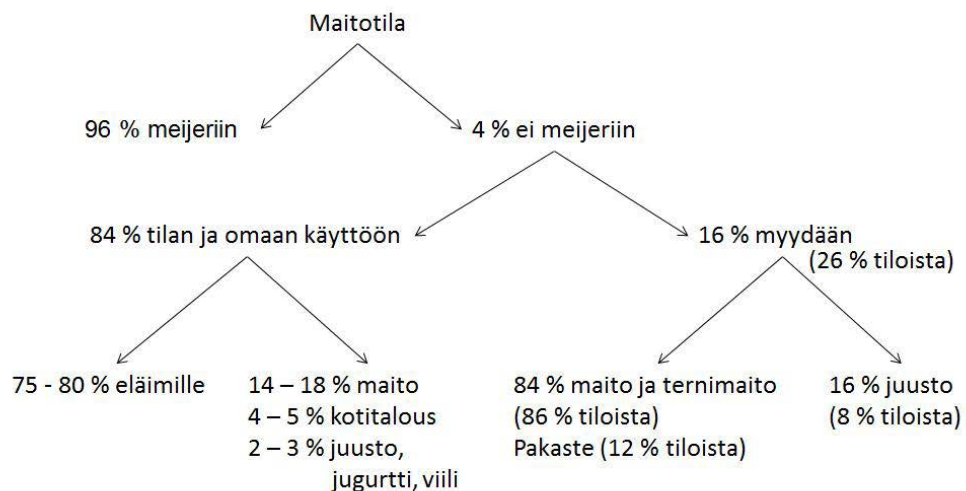 Maitotila
96 % meijeriin
4 % ei meijeriin
84 % tilan ja omaan käyttöön
16 % myydään
(26 % tiloista)
75 - 80 % eläimille
14 – 18 % maito
4 – 5 % kotitalous
2 – 3 % juusto,
jugurtti, viili
84 % maito ja ternimaito
(86 % tiloista)
Pakaste (12 % tiloista)
16 % juusto
(8 % tiloista)